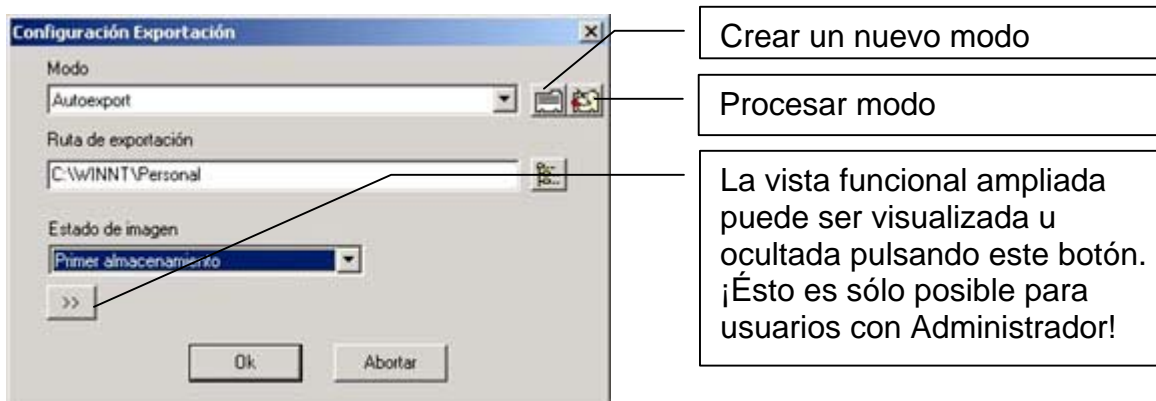 Configuración Exportación
Modo
Autoexport
Ruta de exportación
C:\WINNT\Personal
Estado de imagen
Primer almacenamiento
>>
Ok
Abortar
Crear un nuevo modo
Procesar modo
La vista funcional ampliada
puede ser visualizada u
ocultada pulsando este botón.
¡Ésto es sólo posible para
usuarios con Administrador!